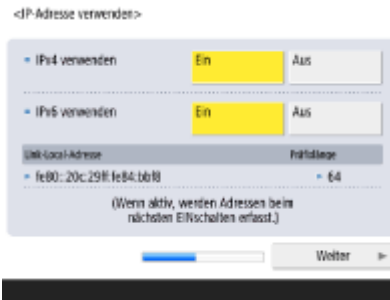 <IP-Adresse verwenden>
IPv4 verwenden Ein Aus
IPv6 verwenden Ein Aus
Link-Local-Adresse Präfixlänge
fe80::20c:29ff:fe84:bbf8 64
(Wenn aktiv, werden Adressen beim
nächsten EINschalten erfasst.)
Weiter